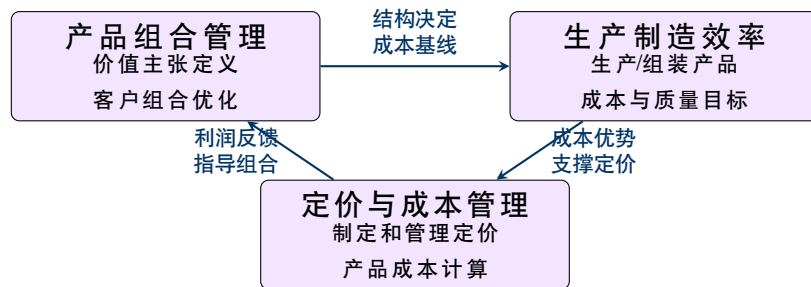 产品组合管理
价值主张定义
客户组合优化
结构决定
成本基线
生产制造效率
生产/组装产品
成本与质量目标
利润反馈
指导组合
成本优势
支撑定价
定价与成本管理
制定和管理定价
产品成本计算